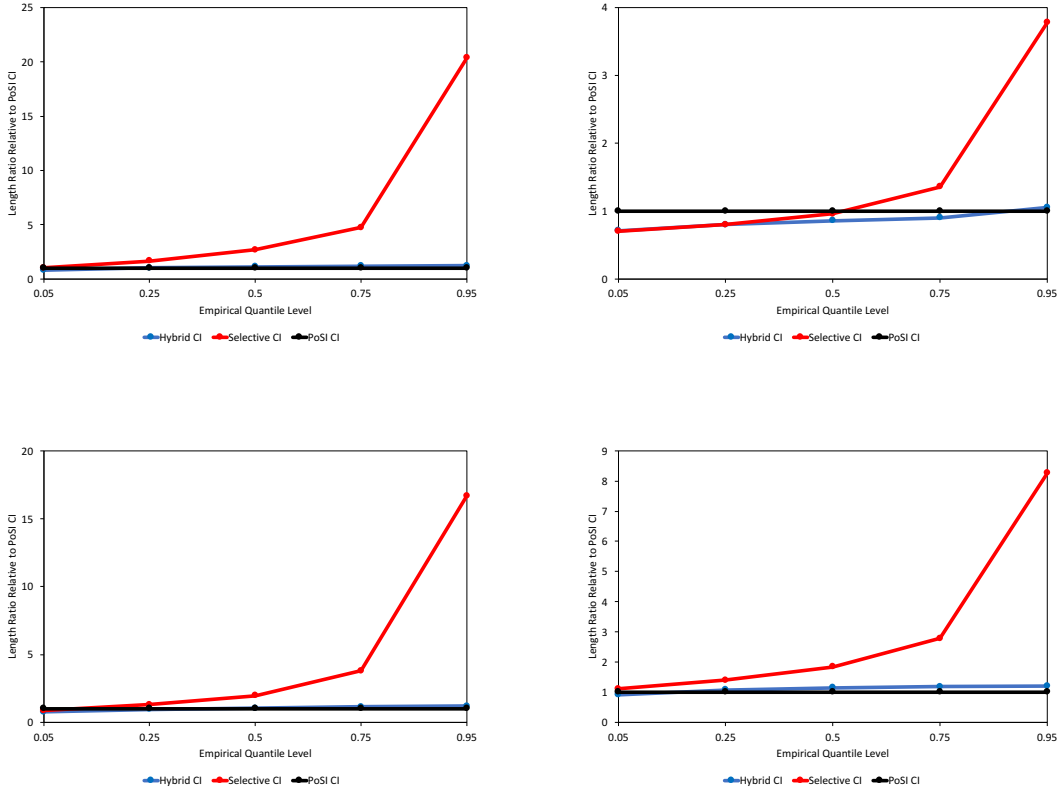 Length Ratio Relative to PoSI CI
25
20
15
10
5
0
0.05 0.25 0.5 0.75 0.95
Empirical Quantile Level
Hybrid CI Selective CI PoSI CI
Length Ratio Relative to PoSI CI
4
3
2
1
0
0.05 0.25 0.5 0.75 0.95
Empirical Quantile Level
Hybrid CI Selective CI PoSI CI
Length Ratio Relative to PoSI CI
20
15
10
5
0
0.05 0.25 0.5 0.75 0.95
Empirical Quantile Level
Hybrid CI Selective CI PoSI CI
Length Ratio Relative to PoSI CI
9
8
7
6
5
4
3
2
1
0
0.05 0.25 0.5 0.75 0.95
Empirical Quantile Level
Hybrid CI Selective CI PoSI CI